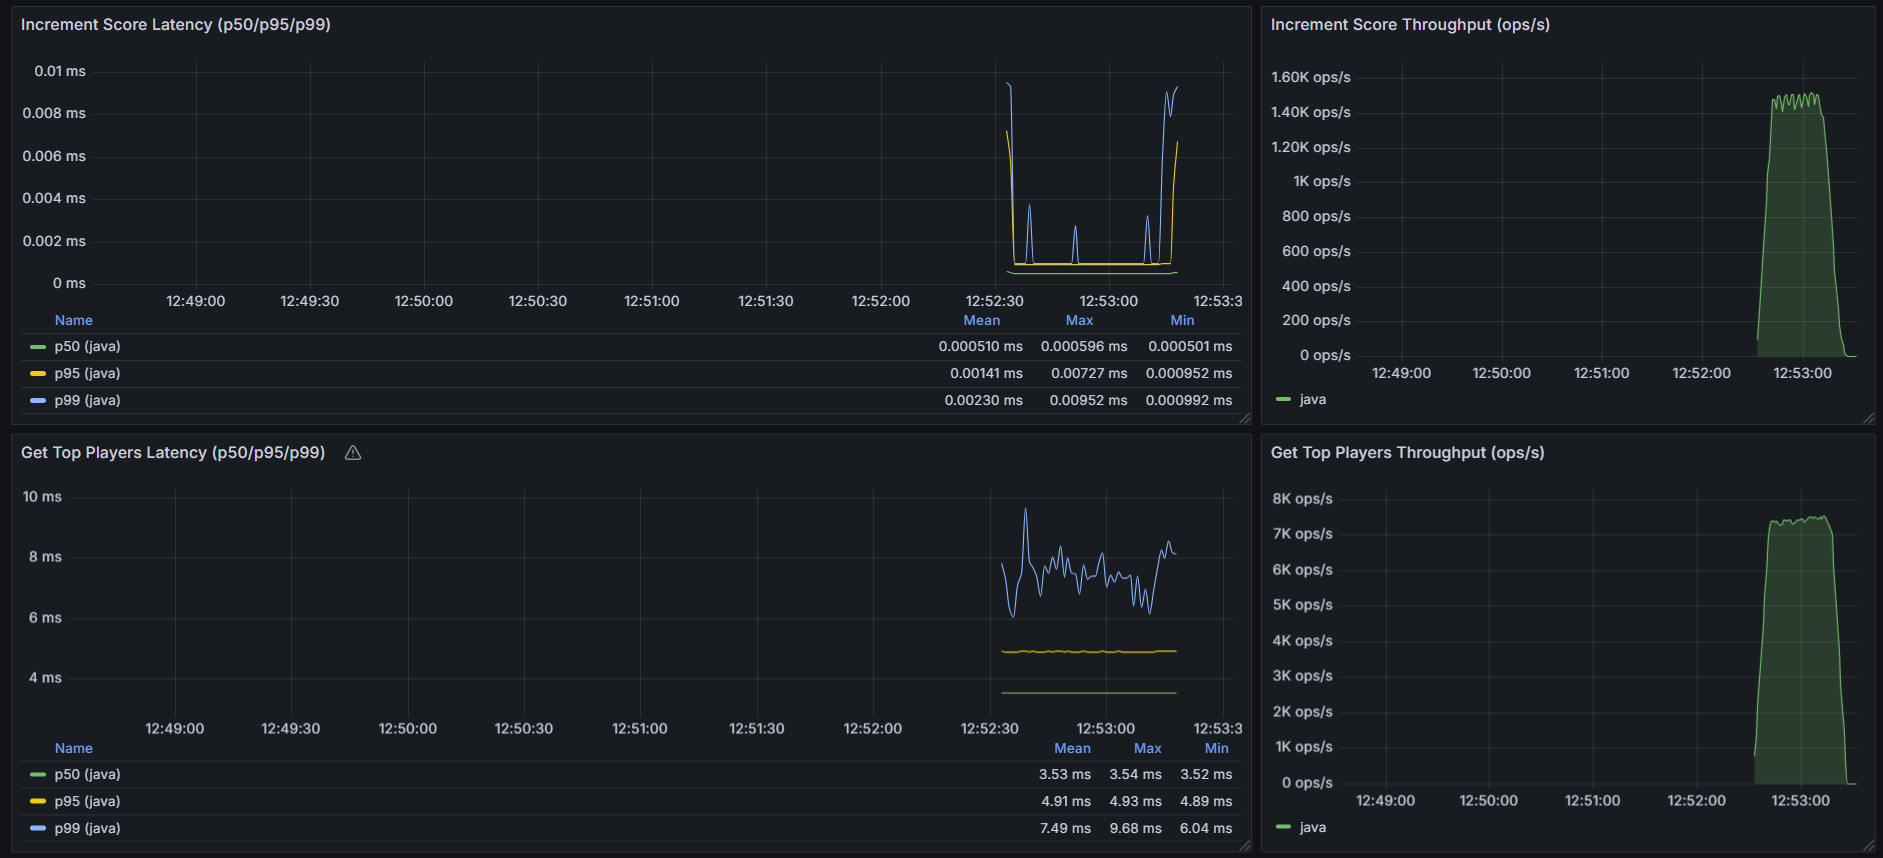 Increment Score Latency (p50/p95/p99)
0.01 ms
0.008 ms
0.006 ms
0.004 ms
0.002 ms
0 ms
12:49:00 12:49:30 12:50:00 12:50:30 12:51:00 12:51:30 12:52:00 12:52:30 12:53:00 12:53:3
Name Mean Max Min
p50 (java) 0.000510 ms 0.000596 ms 0.000501 ms
p95 (java) 0.00141 ms 0.00727 ms 0.000952 ms
p99 (java) 0.00230 ms 0.00952 ms 0.000992 ms
Increment Score Throughput (ops/s)
1.60K ops/s
1.40K ops/s
1.20K ops/s
1K ops/s
800 ops/s
600 ops/s
400 ops/s
200 ops/s
0 ops/s
12:49:00 12:50:00 12:51:00 12:52:00 12:53:00
java
Get Top Players Latency (p50/p95/p99)
10 ms
8 ms
6 ms
4 ms
12:49:00 12:49:30 12:50:00 12:50:30 12:51:00 12:51:30 12:52:00 12:52:30 12:53:00 12:53:3
Name Mean Max Min
p50 (java) 3.53 ms 3.54 ms 3.52 ms
p95 (java) 4.91 ms 4.93 ms 4.89 ms
p99 (java) 7.49 ms 9.68 ms 6.04 ms
Get Top Players Throughput (ops/s)
8K ops/s
7K ops/s
6K ops/s
5K ops/s
4K ops/s
3K ops/s
2K ops/s
1K ops/s
0 ops/s
12:49:00 12:50:00 12:51:00 12:52:00 12:53:00
java